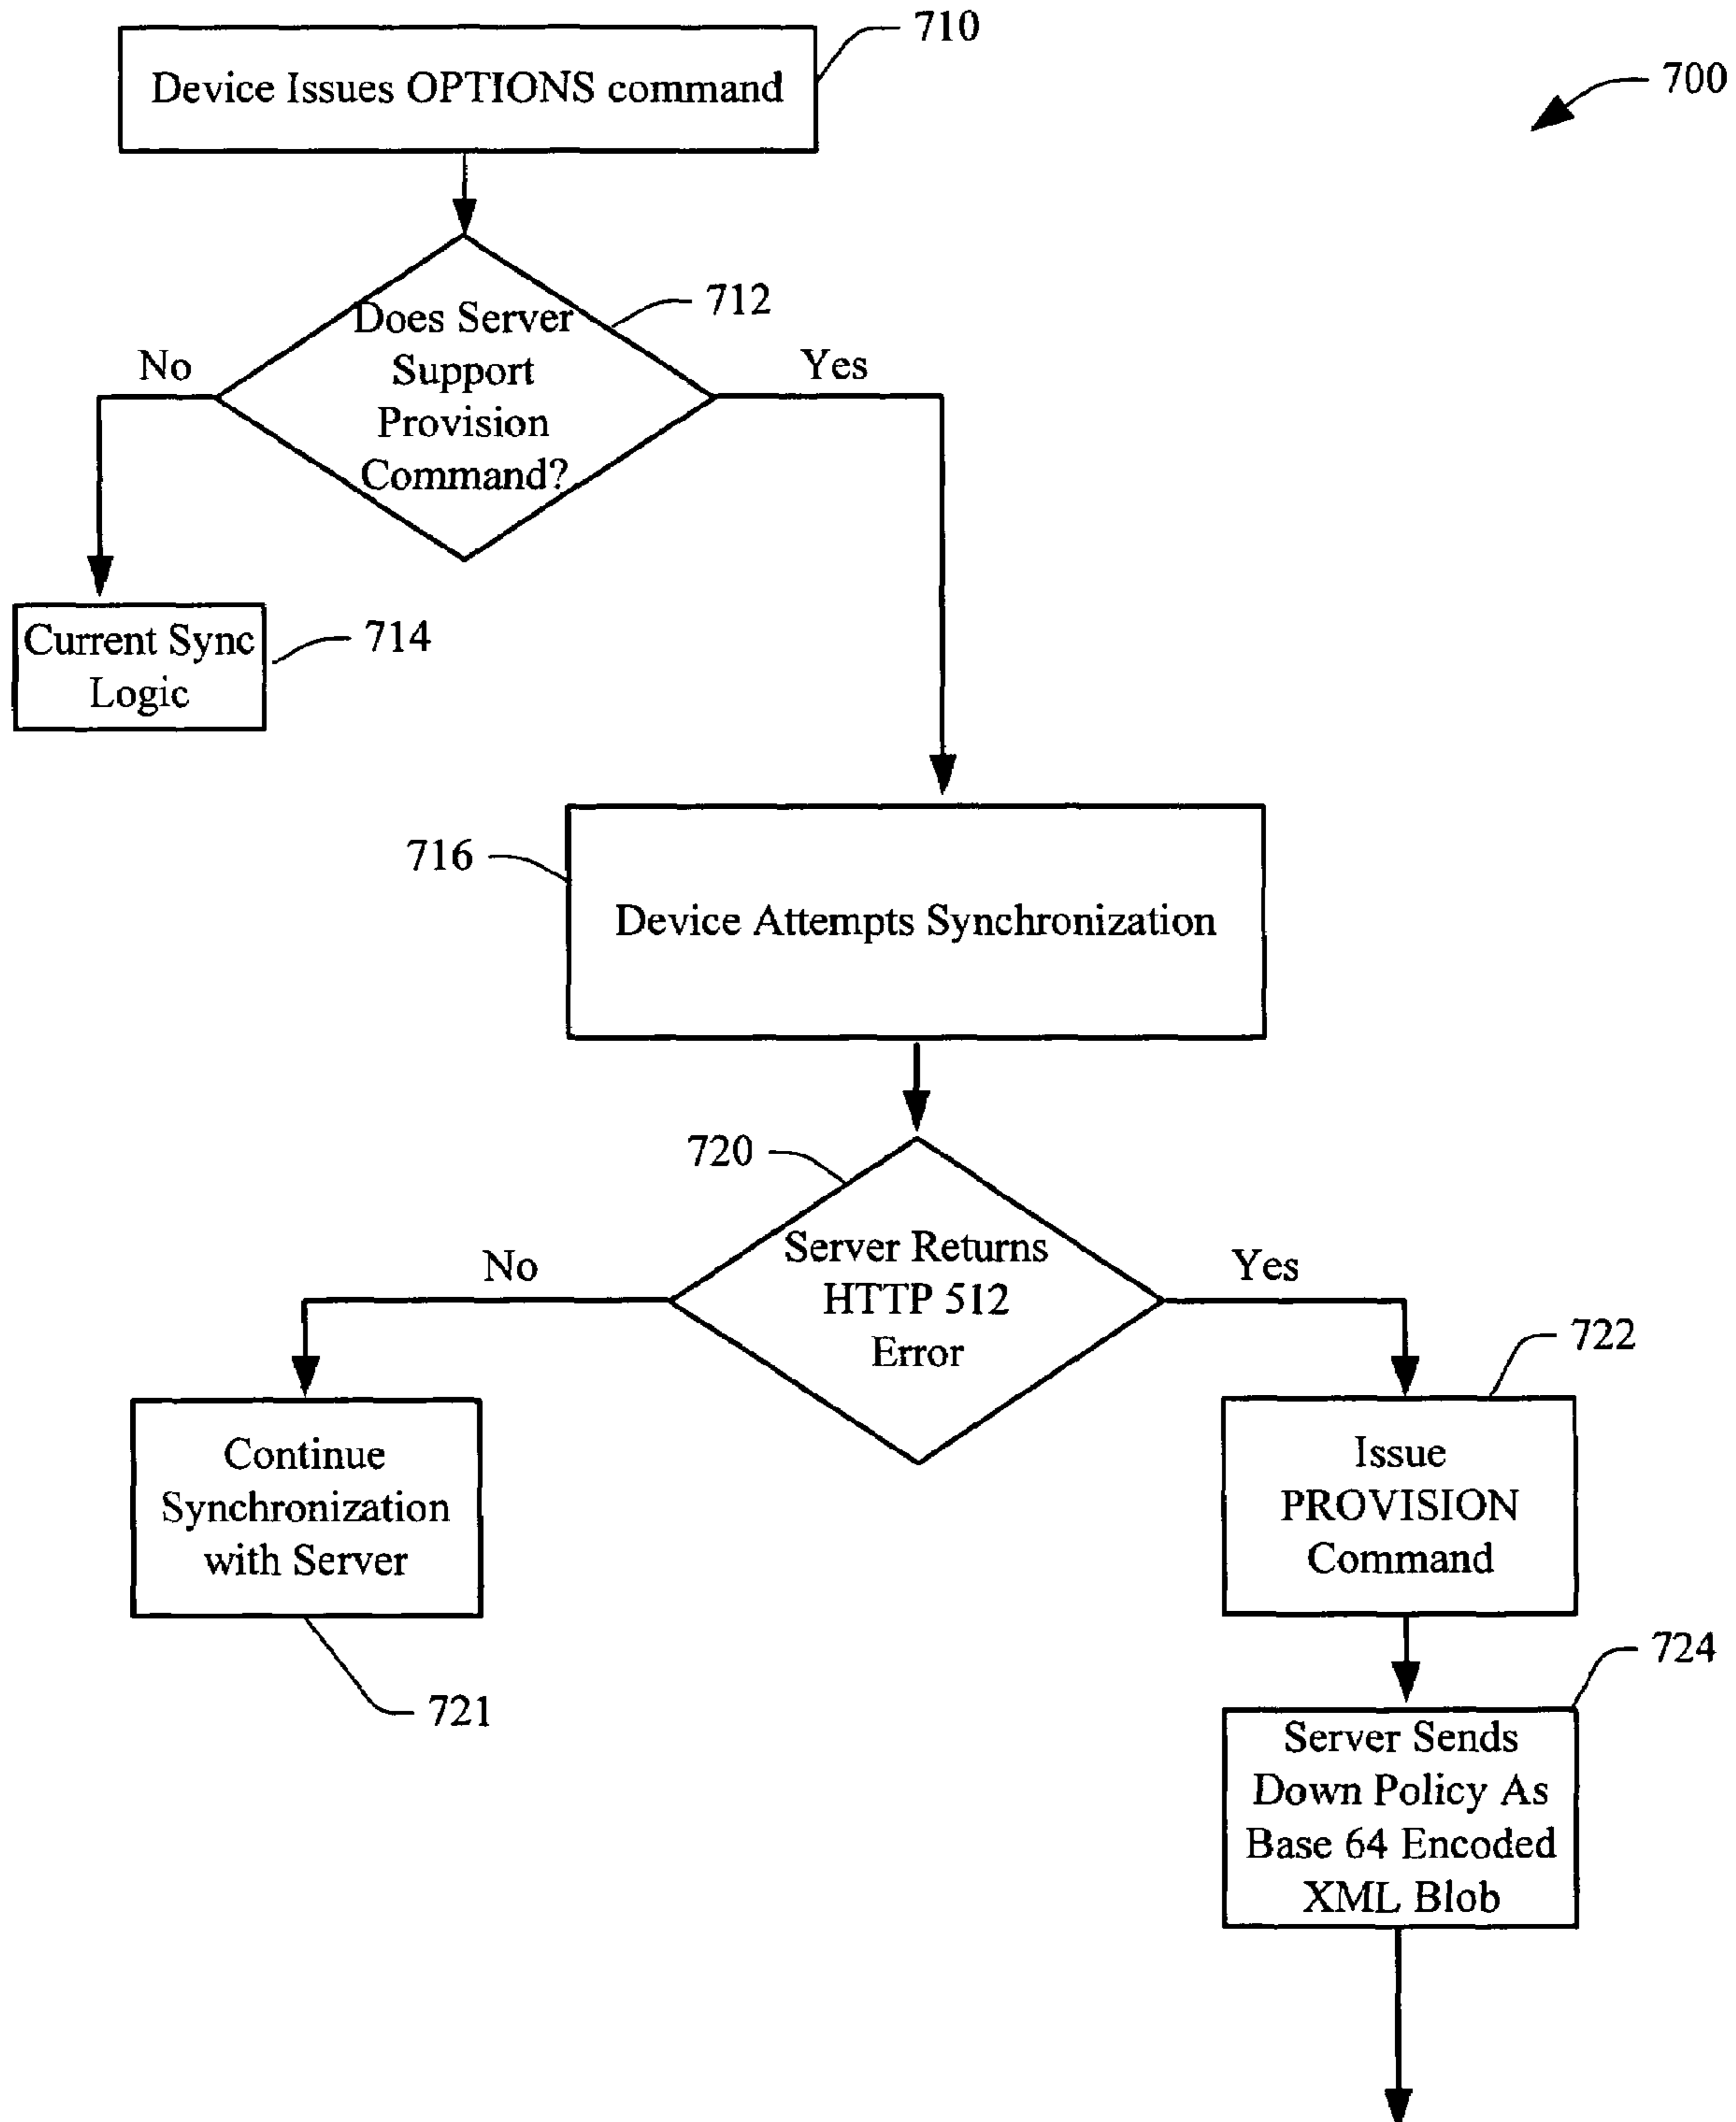 710
Device Issues OPTIONS command
700
712
Does Server
Support
Provision
Command?
No
Yes
Current Sync
Logic
714
716
Device Attempts Synchronization
720
Server Returns
HTTP 512
Error
No
Yes
722
Continue
Synchronization
with Server
Issue
PROVISION
Command
721
724
Server Sends
Down Policy As
Base 64 Encoded
XML Blob